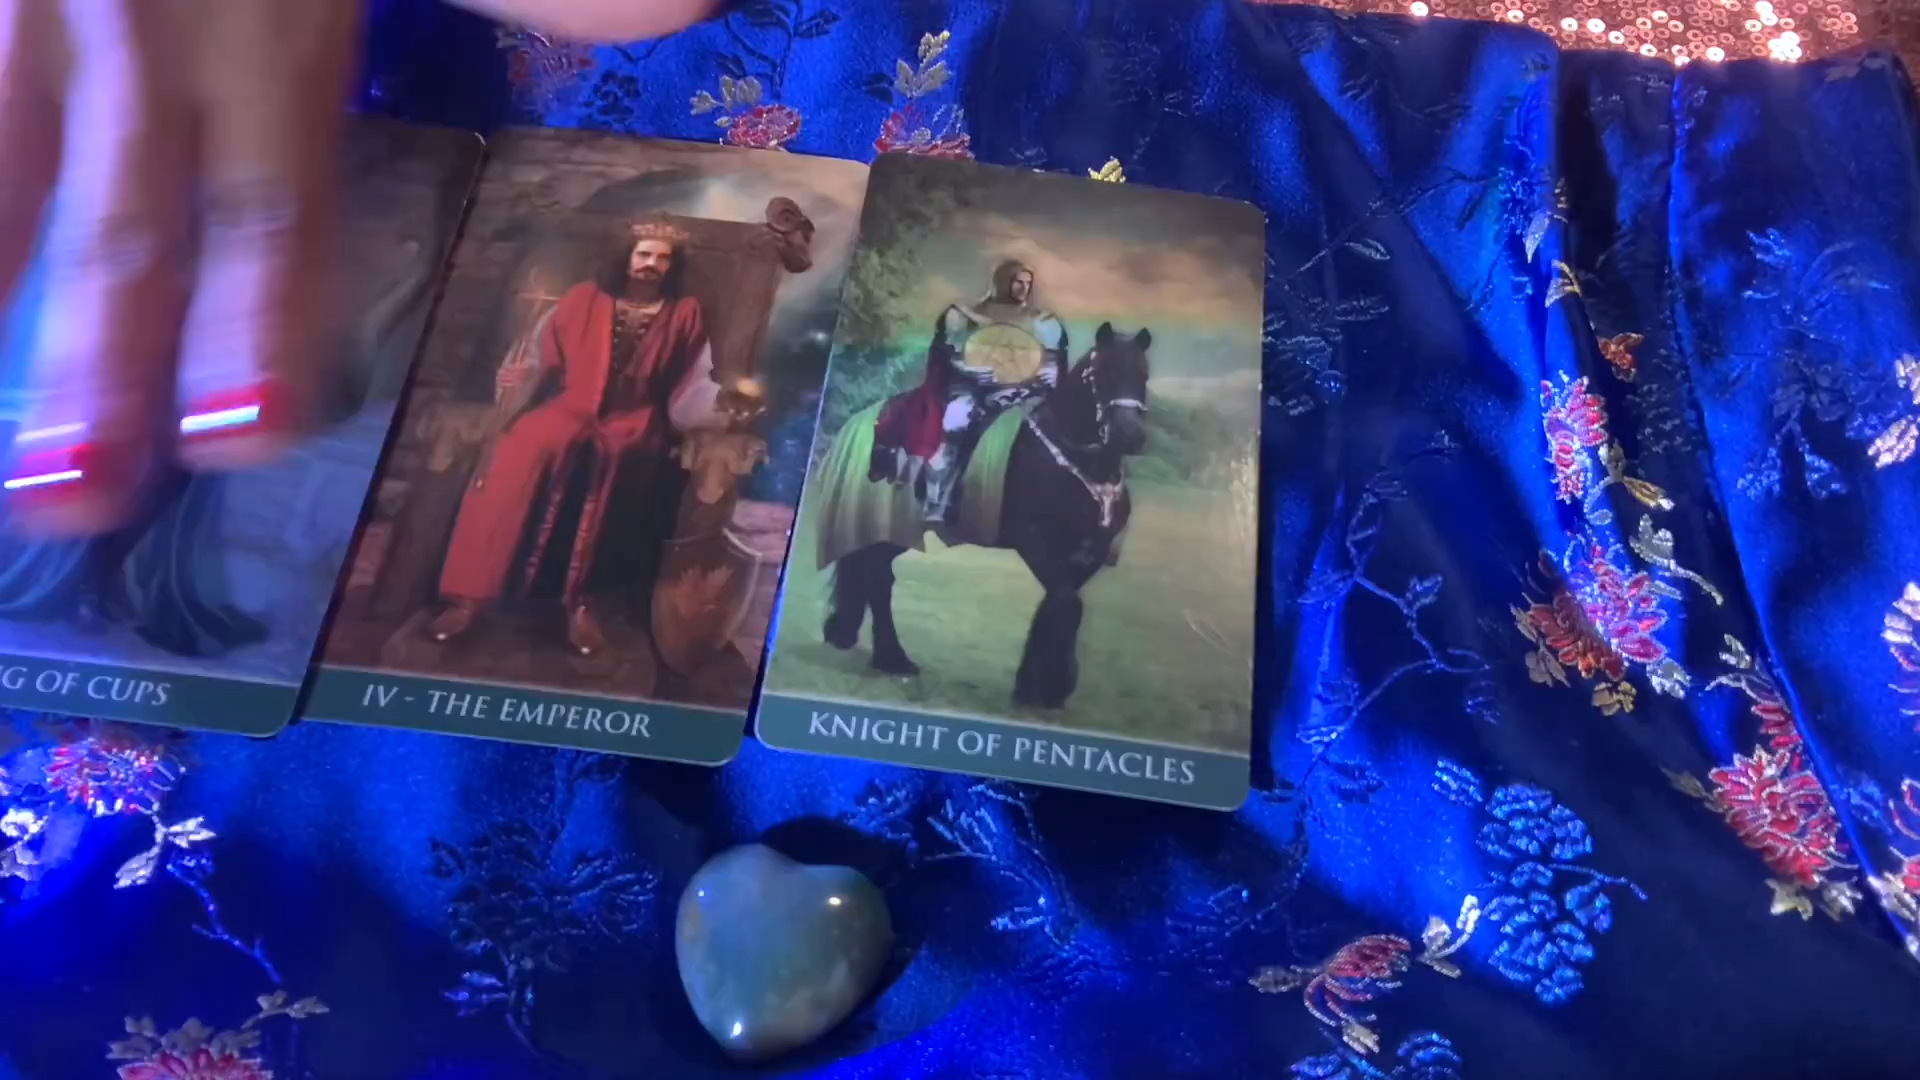 G OF CUPS
IV - THE EMPEROR
KNIGHT OF PENTACLES